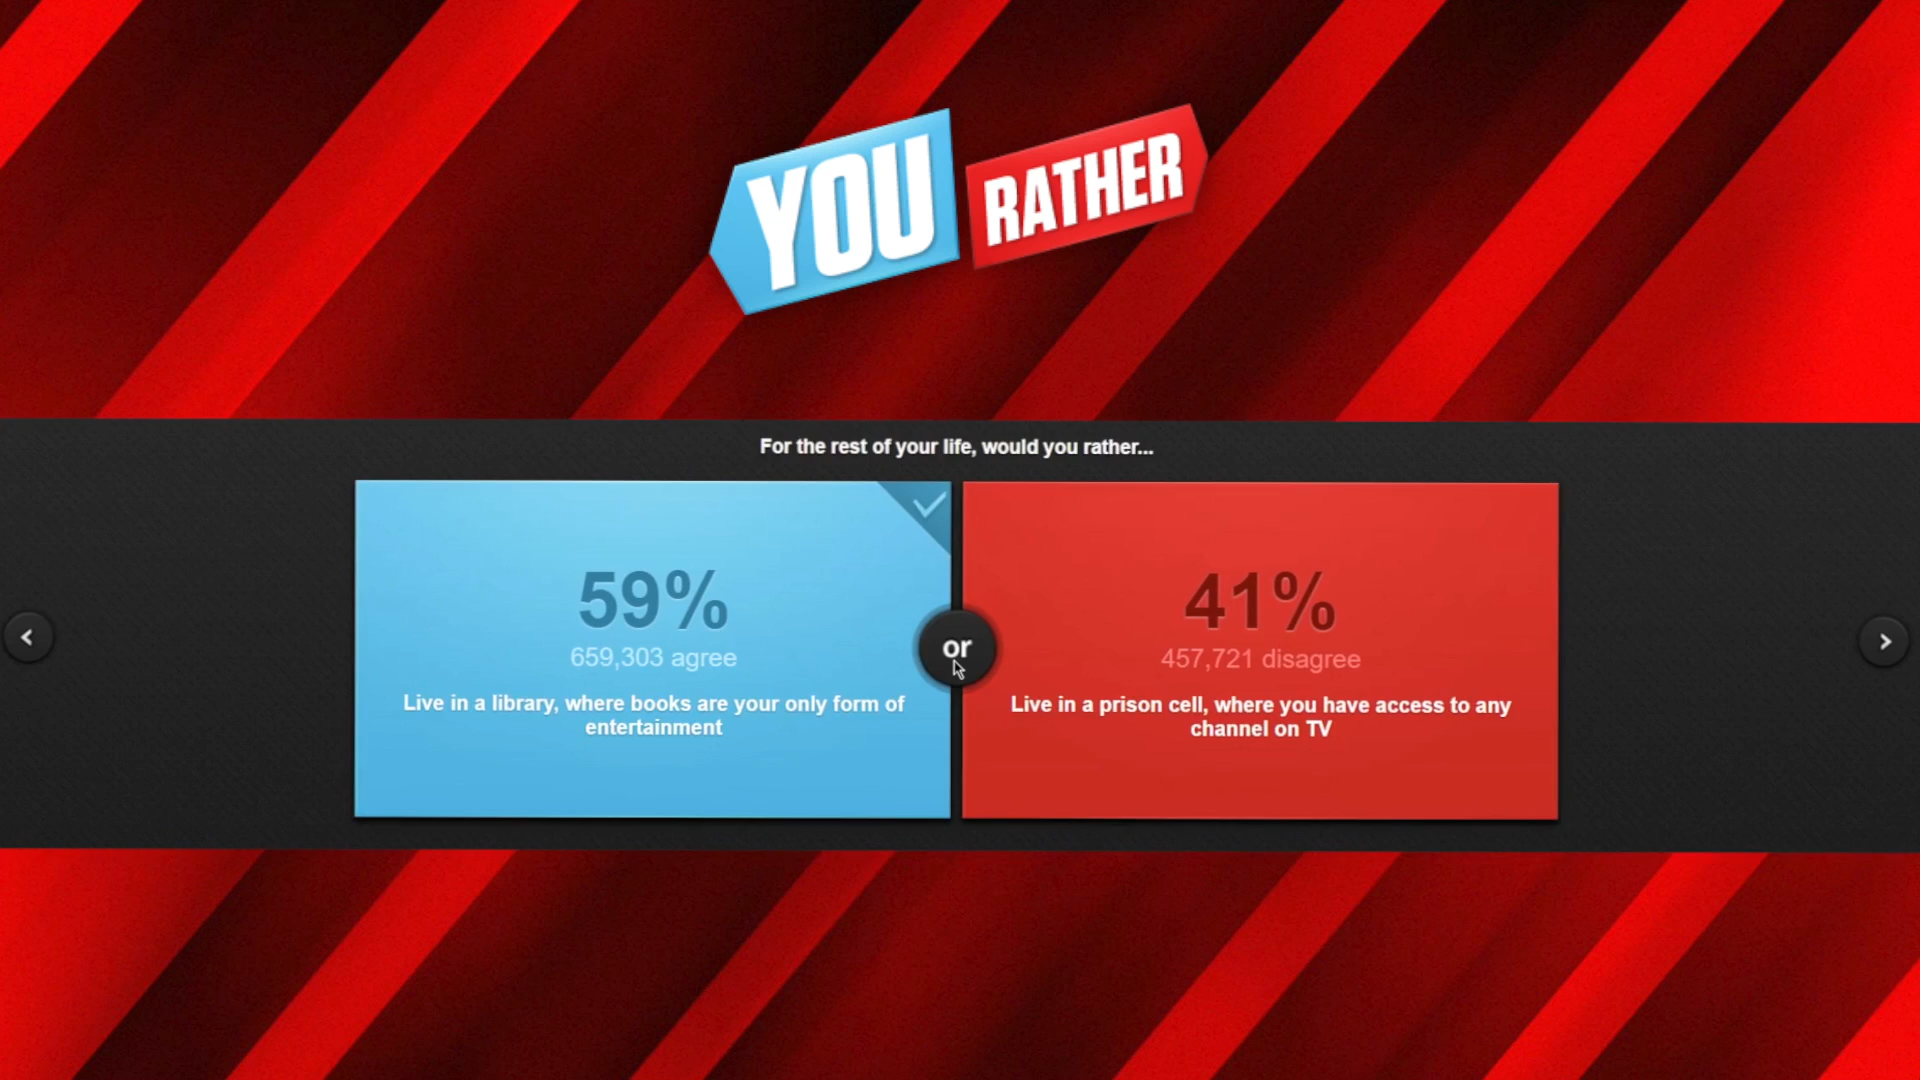 YOU RATHER
For the rest of your life, would you rather...
59%
659,303 agree
Live in a library, where books are your only form of
entertainment
or
41%
457,721 disagree
Live in a prison cell, where you have access to any
channel on TV